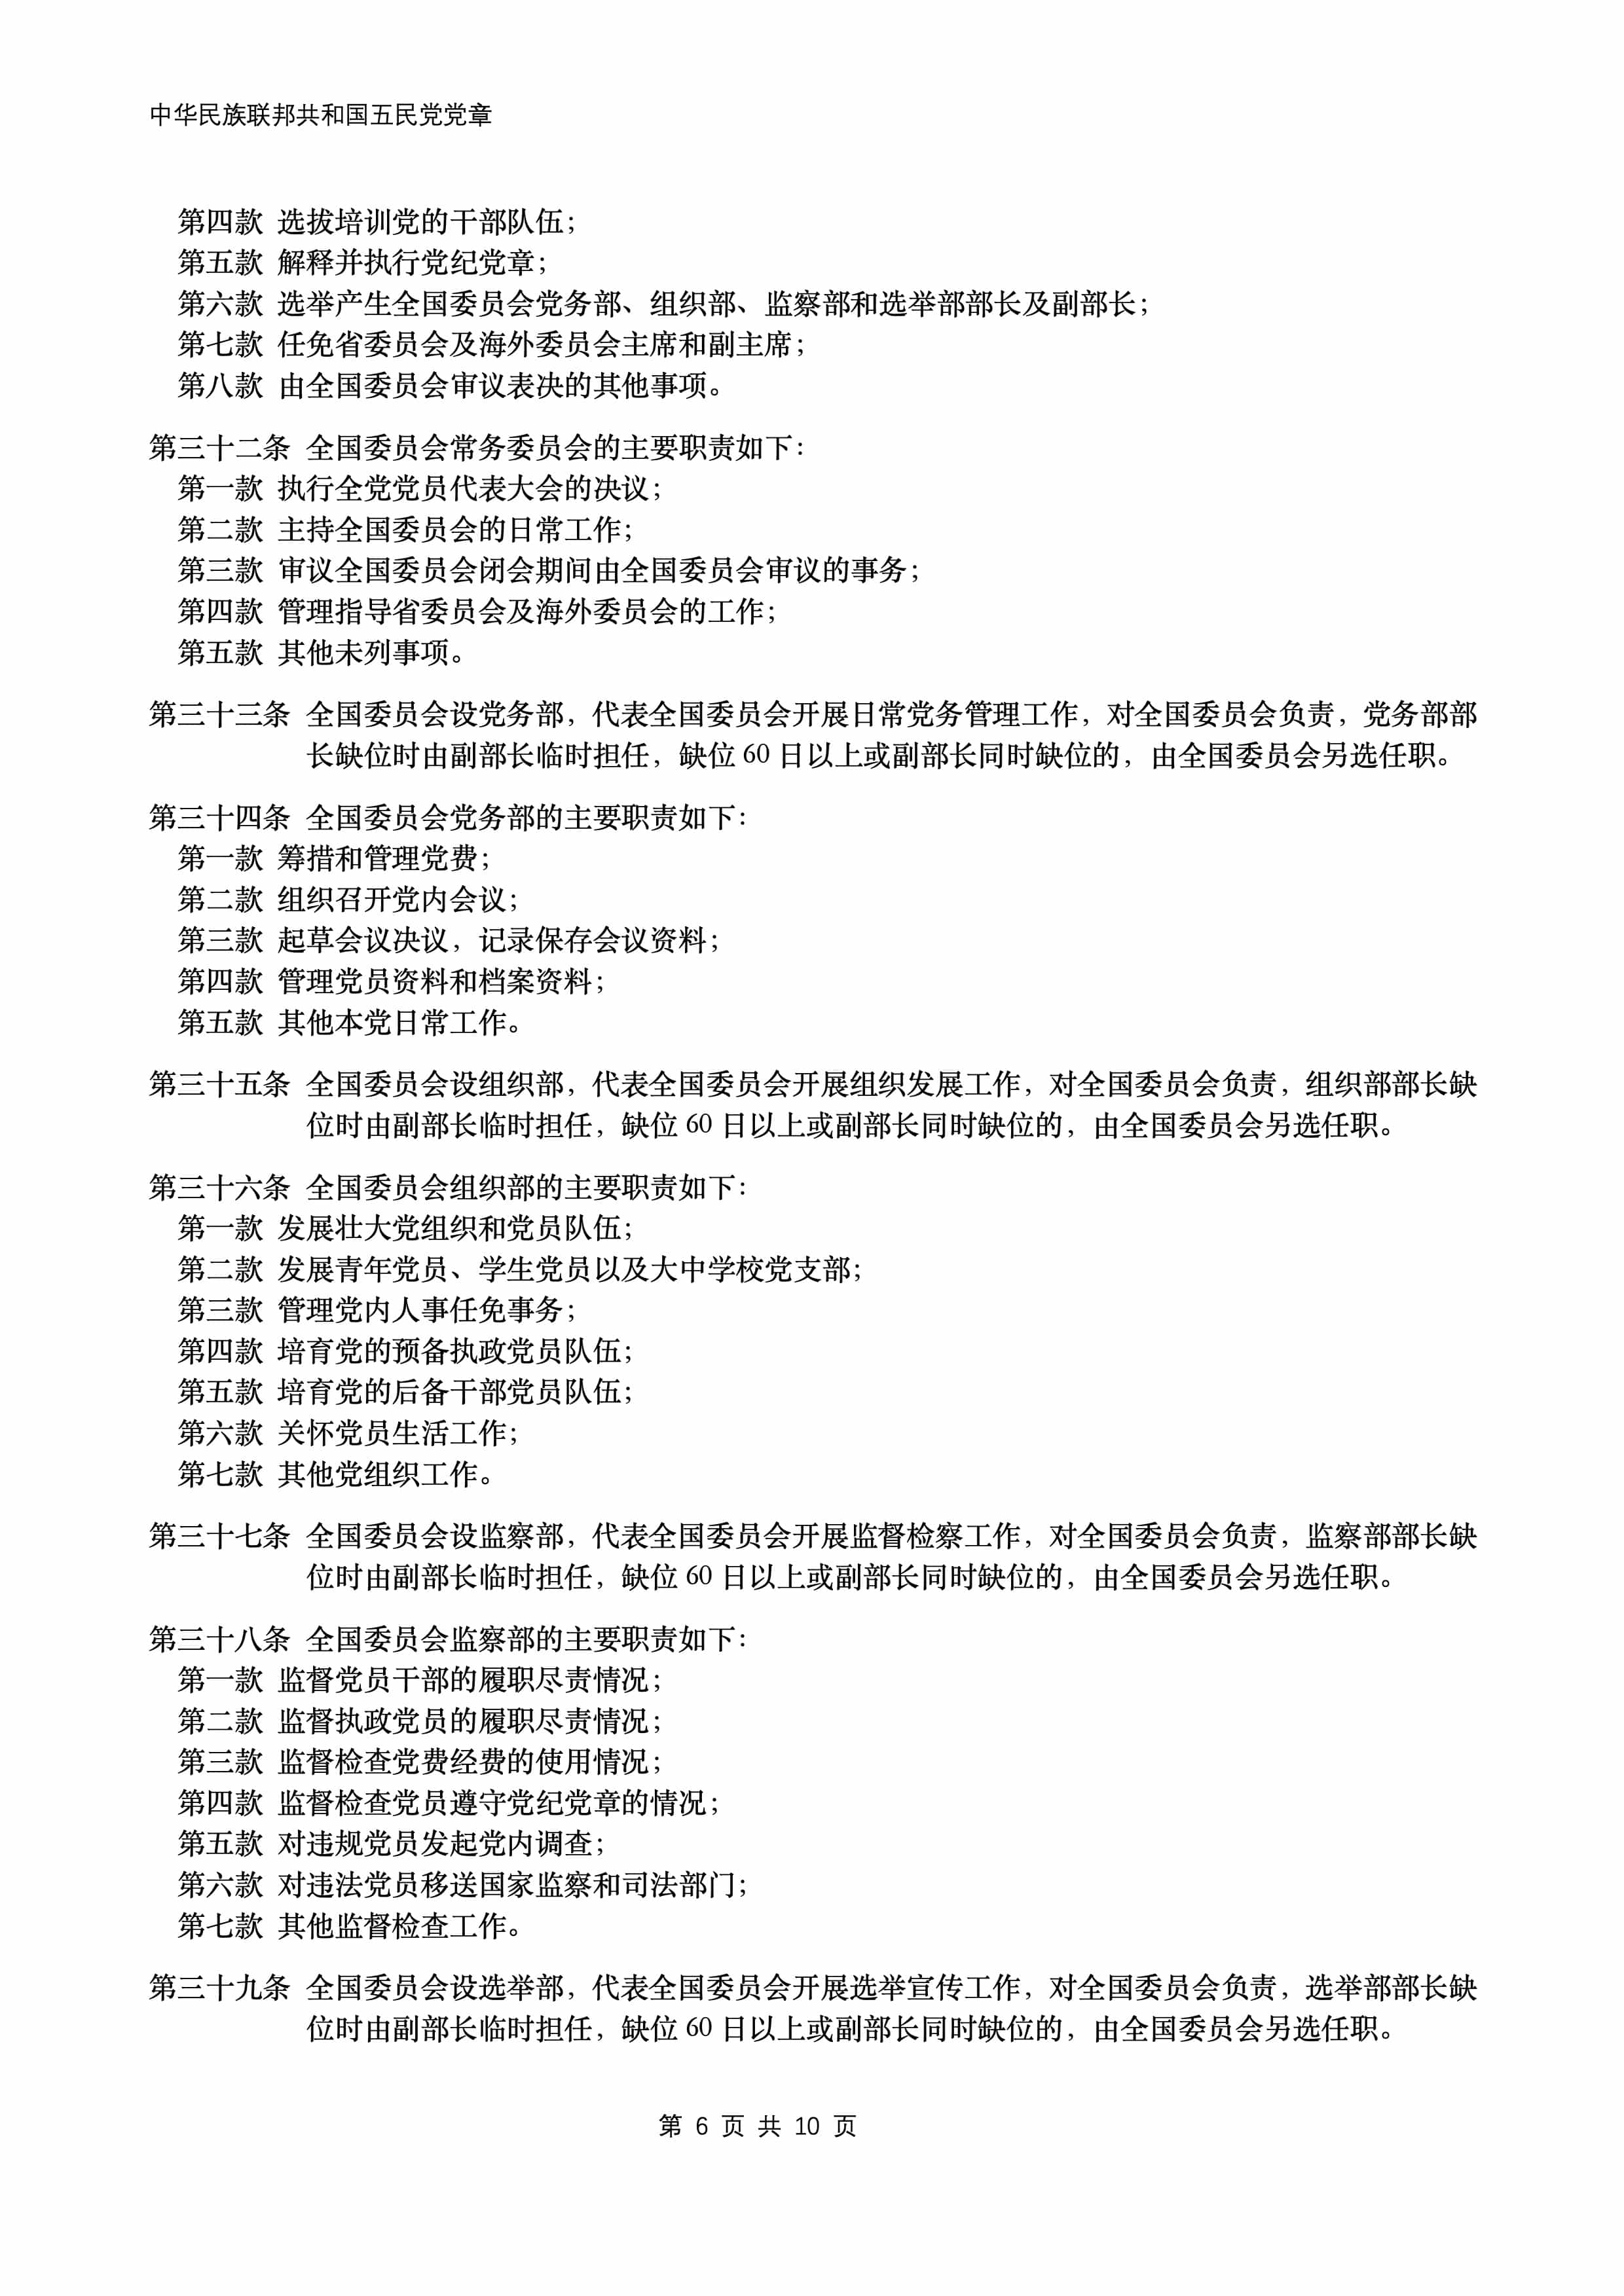 中华民族联邦共和国五民党党章
第四款 选拔培训党的干部队伍；
第五款 解释并执行党纪党章；
第六款 选举产生全国委员会党务部、组织部、监察部和选举部部长及副部长；
第七款 任免省委员会及海外委员会主席和副主席；
第八款 由全国委员会审议表决的其他事项。
第三十二条 全国委员会常务委员会的主要职责如下：
第一款 执行全党党员代表大会的决议；
第二款 主持全国委员会的日常工作；
第三款 审议全国委员会闭会期间由全国委员会审议的事务；
第四款 管理指导省委员会及海外委员会的工作；
第五款 其他未列事项。
第三十三条 全国委员会设党务部，代表全国委员会开展日常党务管理工作，对全国委员会负责，党务部部
长缺位时由副部长临时担任，缺位 60 日以上或副部长同时缺位的，由全国委员会另选任职。
第三十四条 全国委员会党务部的主要职责如下：
第一款 筹措和管理党费；
第二款 组织召开党内会议；
第三款 起草会议决议，记录保存会议资料；
第四款 管理党员资料和档案资料；
第五款 其他本党日常工作。
第三十五条 全国委员会设组织部，代表全国委员会开展组织发展工作，对全国委员会负责，组织部部长缺
位时由副部长临时担任，缺位 60 日以上或副部长同时缺位的，由全国委员会另选任职。
第三十六条 全国委员会组织部的主要职责如下：
第一款 发展壮大党组织和党员队伍；
第二款 发展青年党员、学生党员以及大中学校党支部；
第三款 管理党内人事任免事务；
第四款 培育党的预备执政党员队伍；
第五款 培育党的后备干部党员队伍；
第六款 关怀党员生活工作；
第七款 其他党组织工作。
第三十七条 全国委员会设监察部，代表全国委员会开展监督检察工作，对全国委员会负责，监察部部长缺
位时由副部长临时担任，缺位 60 日以上或副部长同时缺位的，由全国委员会另选任职。
第三十八条 全国委员会监察部的主要职责如下：
第一款 监督党员干部的履职尽责情况；
第二款 监督执政党员的履职尽责情况；
第三款 监督检查党费经费的使用情况；
第四款 监督检查党员遵守党纪党章的情况；
第五款 对违规党员发起党内调查；
第六款 对违法党员移送国家监察和司法部门；
第七款 其他监督检查工作。
第三十九条 全国委员会设选举部，代表全国委员会开展选举宣传工作，对全国委员会负责，选举部部长缺
位时由副部长临时担任，缺位 60 日以上或副部长同时缺位的，由全国委员会另选任职。
第 6 页 共 10 页